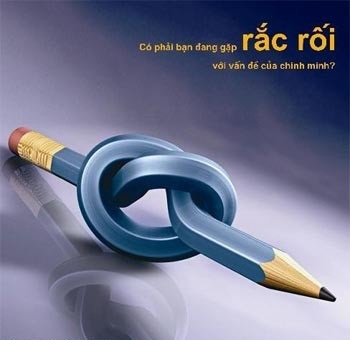 Có phải bạn đang gặp rắc rối
với vấn đề của chính mình?